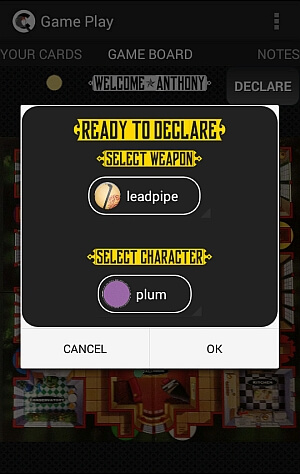 Game Play
YOUR CARDS GAME BOARD NOTES
WELCOME ANTHONY DECLARE
READY TO DECLARE
SELECT WEAPON
leadpipe
SELECT CHARACTER
plum
CANCEL OK
KITCHEN